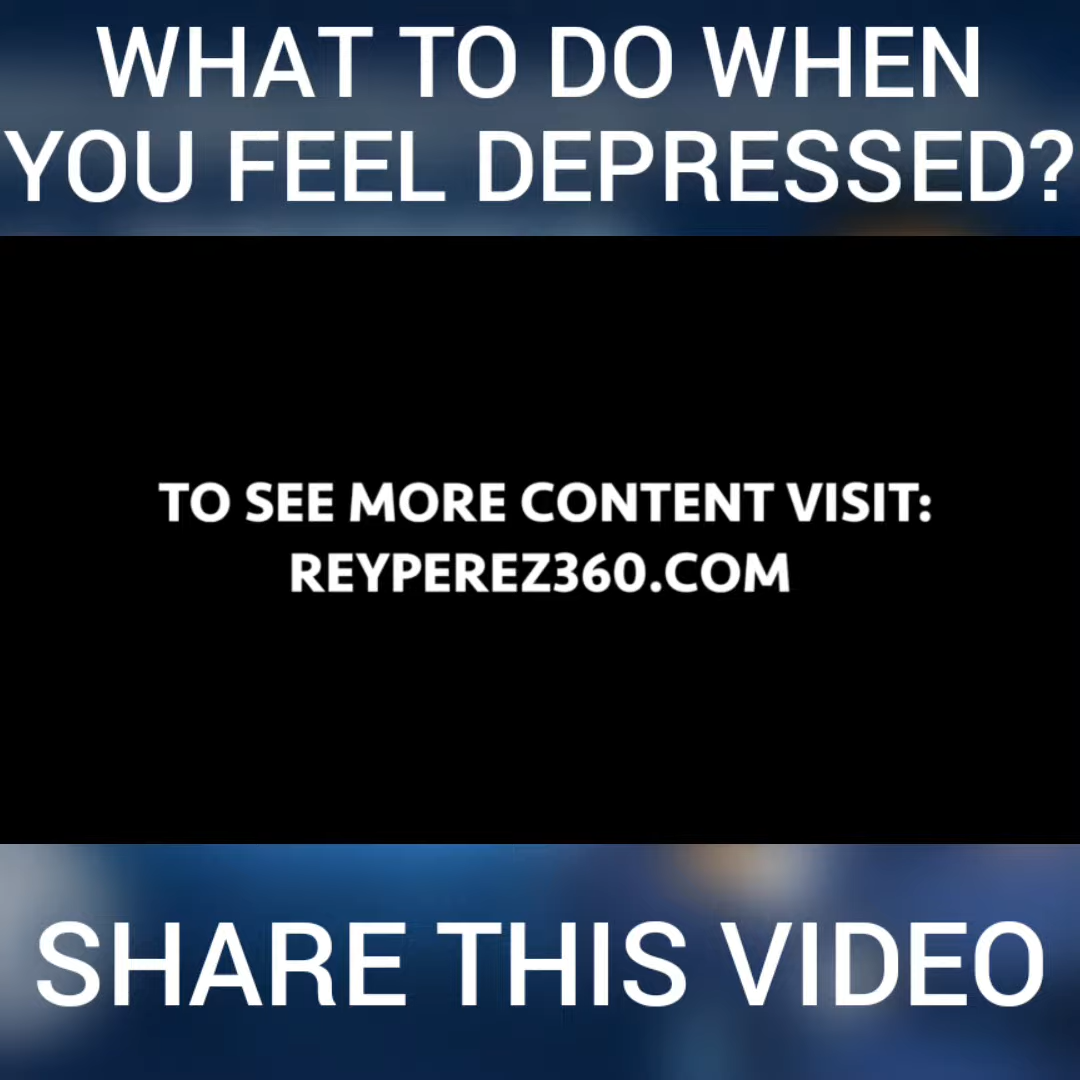 WHAT TO DO WHEN
YOU FEEL DEPRESSED?
TO SEE MORE CONTENT VISIT:
REYPEREZ360.COM
SHARE THIS VIDEO